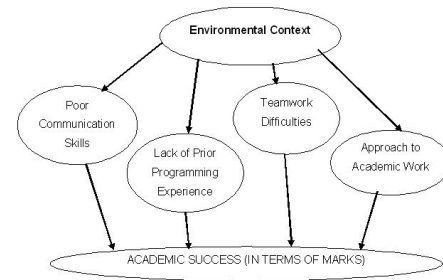 Environmental Context
Poor
Communication
Skills
Lack of Prior
Programming
Experience
Teamwork
Difficulties
Approach to
Academic Work
ACADEMIC SUCCESS (IN TERMS OF MARKS)